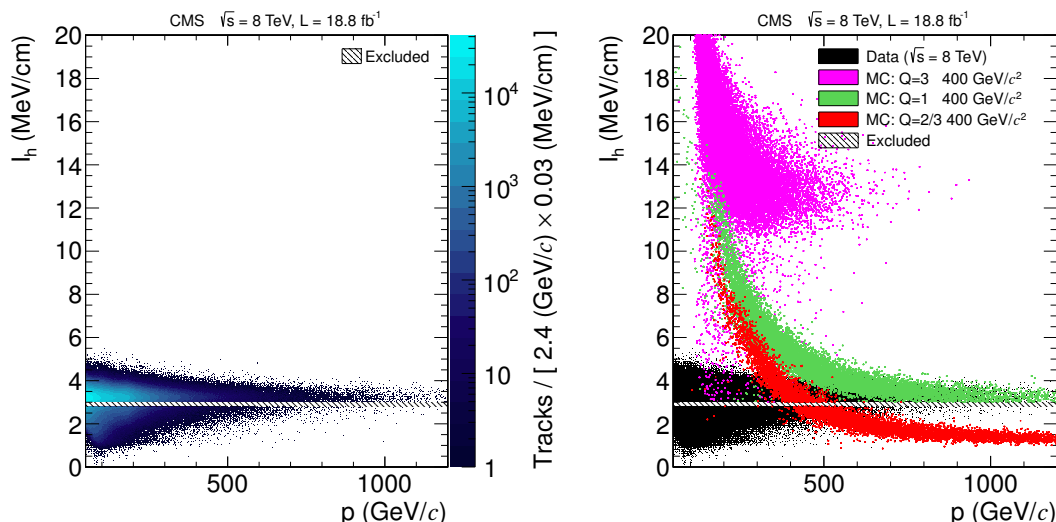 CMS √s = 8 TeV, L = 18.8 fb⁻¹
I_h (MeV/cm)
20
18
16
14
12
10
8
6
4
2
0
Excluded
500
1000
p (GeV/c)
10⁴
10³
10²
10
1
Tracks / [ 2.4 (GeV/c) × 0.03 (MeV/cm) ]
CMS √s = 8 TeV, L = 18.8 fb⁻¹
I_h (MeV/cm)
20
18
16
14
12
10
8
6
4
2
0
Data (√s = 8 TeV)
MC: Q=3 400 GeV/c²
MC: Q=1 400 GeV/c²
MC: Q=2/3 400 GeV/c²
Excluded
500
1000
p (GeV/c)